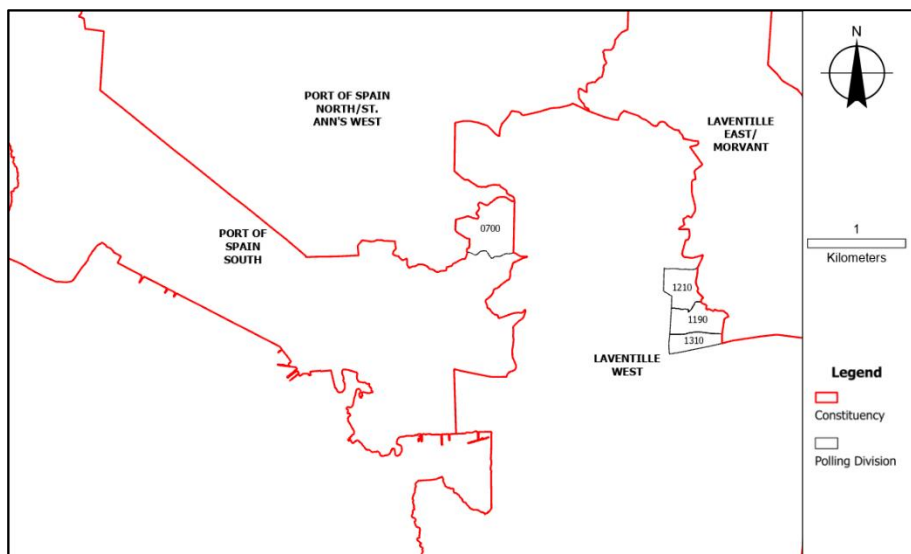 PORT OF SPAIN
NORTH/ST.
ANN'S WEST
LAVENTILLE
EAST/
MORVANT
PORT OF
SPAIN
SOUTH
0700
1210
1190
1310
LAVENTILLE
WEST
N
1
Kilometers
Legend
Constituency
Polling Division